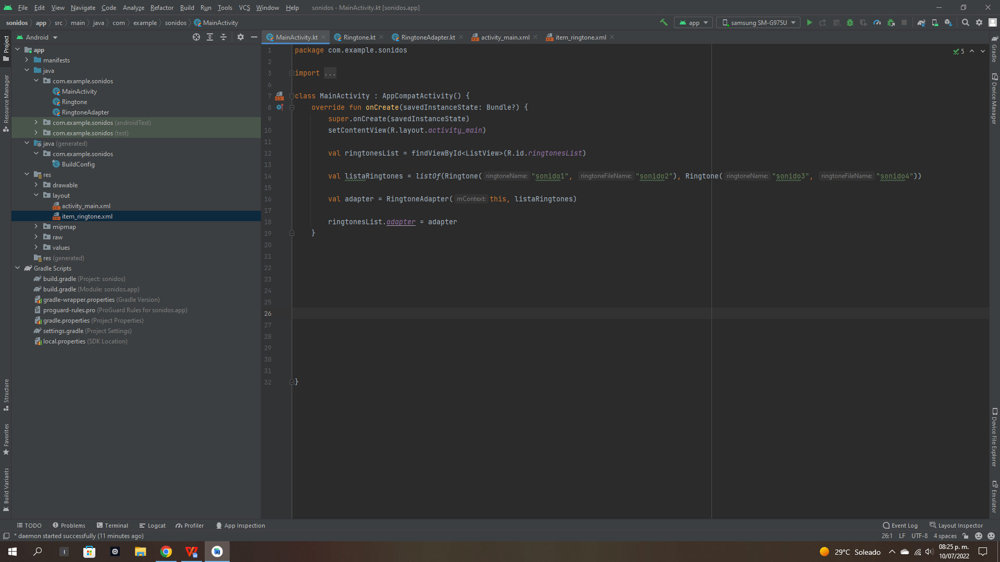 File Edit View Navigate Code Analyze Refactor Build Run Tools VCS Window Help sonidos - MainActivity.kt [sonidos.app]
sonidos app src main java com example sonidos MainActivity
app samsung SM-G975U
Project
Android
MainActivity.kt Ringtone.kt RingtoneAdapter.kt activity_main.xml item_ringtone.xml
Resource Manager
app
manifests
java
com.example.sonidos
MainActivity
Ringtone
RingtoneAdapter
com.example.sonidos (androidTest)
com.example.sonidos (test)
java (generated)
com.example.sonidos
BuildConfig
res
drawable
layout
activity_main.xml
item_ringtone.xml
mipmap
raw
values
res (generated)
Gradle Scripts
build.gradle (Project: sonidos)
build.gradle (Module: sonidos.app)
gradle-wrapper.properties (Gradle Version)
proguard-rules.pro (ProGuard Rules for sonidos.app)
gradle.properties (Project Properties)
settings.gradle (Project Settings)
local.properties (SDK Location)
Structure
Favorites
Build Variants
1 package com.example.sonidos
2
3 import ...
6
7 class MainActivity : AppCompatActivity() {
8 override fun onCreate(savedInstanceState: Bundle?) {
9 super.onCreate(savedInstanceState)
10 setContentView(R.layout.activity_main)
11
12 val ringtonesList = findViewById<ListView>(R.id.ringtonesList)
13
14 val listaRingtones = listOf(Ringtone( ringtoneName: "sonido1", ringtoneFileName: "sonido2"), Ringtone( ringtoneName: "sonido3", ringtoneFileName: "sonido4"))
15
16 val adapter = RingtoneAdapter( mContext: this, listaRingtones)
17
18 ringtonesList.adapter = adapter
19 }
20
21
22
23
24
25
26
27
28
29
30
31
32 }
5
Gradle
Device Manager
Device File Explorer
Emulator
TODO Problems Terminal Logcat Profiler App Inspection Event Log Layout Inspector
* daemon started successfully (11 minutes ago) 26:1 LF UTF-8 4 spaces
29°C Soleado 08:25 p. m.
10/07/2022